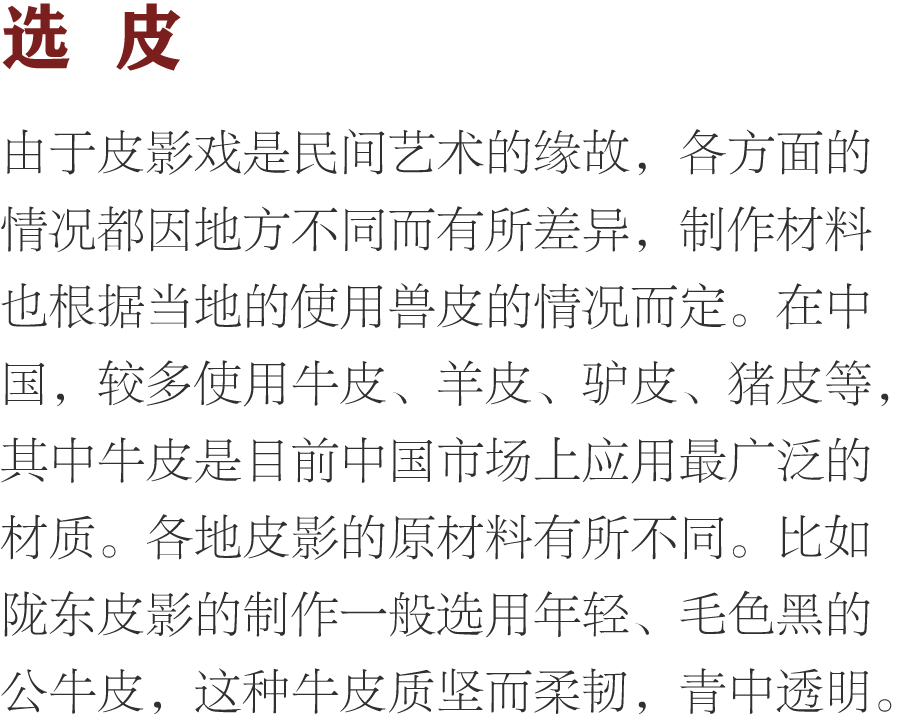 选 皮
由于皮影戏是民间艺术的缘故，各方面的
情况都因地方不同而有所差异，制作材料
也根据当地的使用兽皮的情况而定。在中
国，较多使用牛皮、羊皮、驴皮、猪皮等，
其中牛皮是目前中国市场上应用最广泛的
材质。各地皮影的原材料有所不同。比如
陇东皮影的制作一般选用年轻、毛色黑的
公牛皮，这种牛皮质坚而柔韧，青中透明。